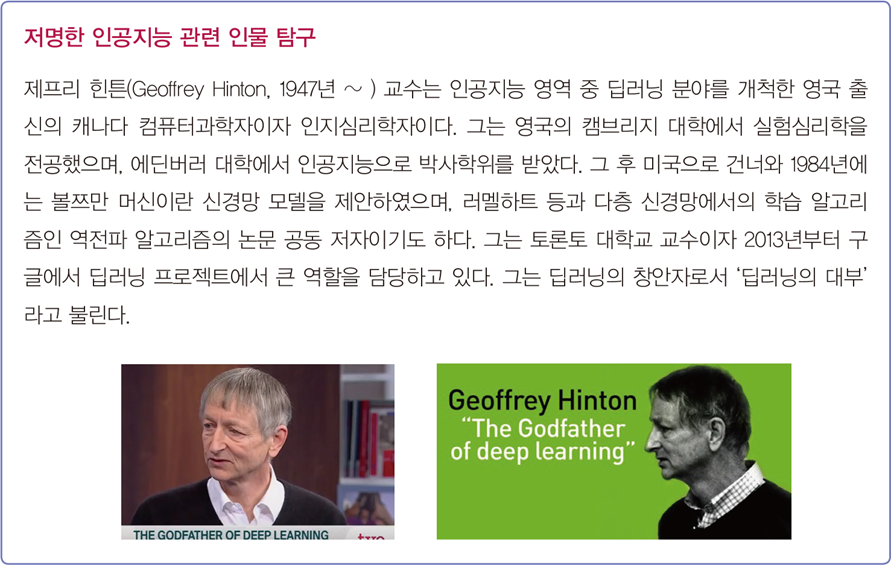 저명한 인공지능 관련 인물 탐구
제프리 힌튼(Geoffrey Hinton, 1947년 ~ ) 교수는 인공지능 영역 중 딥러닝 분야를 개척한 영국 출
신의 캐나다 컴퓨터과학자이자 인지심리학자이다. 그는 영국의 캠브리지 대학에서 실험심리학을
전공했으며, 에딘버러 대학에서 인공지능으로 박사학위를 받았다. 그 후 미국으로 건너와 1984년에
는 볼쯔만 머신이란 신경망 모델을 제안하였으며, 러멜하트 등과 다층 신경망에서의 학습 알고리
즘인 역전파 알고리즘의 논문 공동 저자이기도 하다. 그는 토론토 대학교 교수이자 2013년부터 구
글에서 딥러닝 프로젝트에서 큰 역할을 담당하고 있다. 그는 딥러닝의 창안자로서 ‘딥러닝의 대부’
라고 불린다.
THE GODFATHER OF DEEP LEARNING
Geoffrey Hinton
“The Godfather
of deep learning”